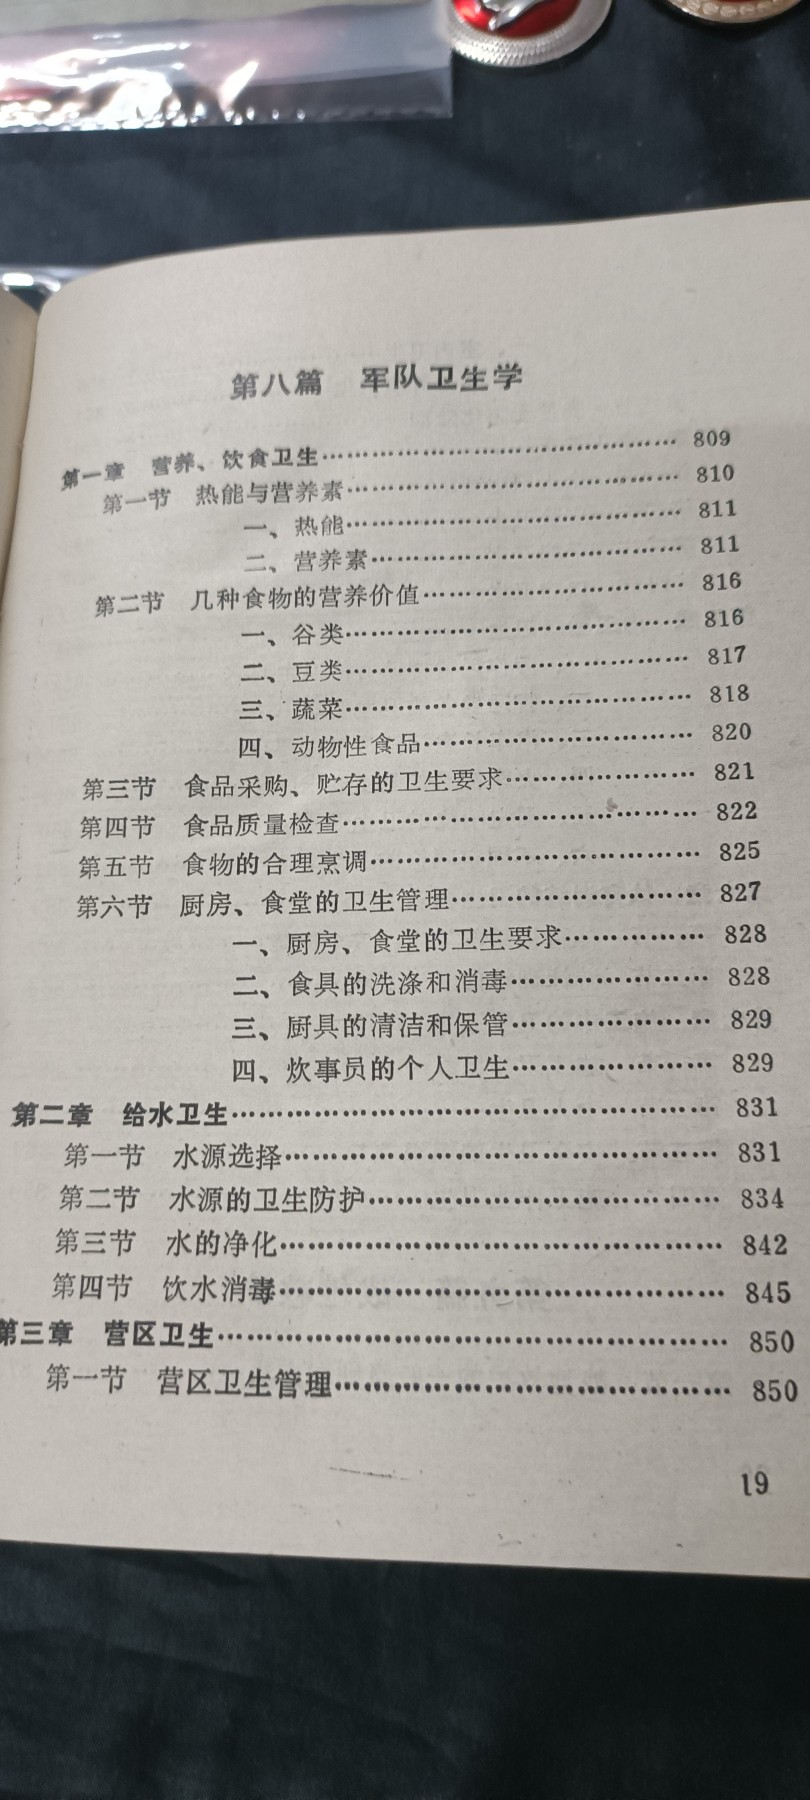 第八篇 军队卫生学
第一章 营养、饮食卫生…………………………………… 809
第一节 热能与营养素………………………………… 810
一、热能………………………………… 811
二、营养素……………………………… 811
第二节 几种食物的营养价值………………………… 816
一、谷类………………………………… 816
二、豆类………………………………… 817
三、蔬菜………………………………… 818
四、动物性食品………………………… 820
第三节 食品采购、贮存的卫生要求………………… 821
第四节 食品质量检查………………………………… 822
第五节 食物的合理烹调……………………………… 825
第六节 厨房、食堂的卫生管理……………………… 827
一、厨房、食堂的卫生要求…………… 828
二、食具的洗涤和消毒………………… 828
三、厨具的清洁和保管………………… 829
四、炊事员的个人卫生………………… 829
第二章 给水卫生………………………………………… 831
第一节 水源选择……………………………………… 831
第二节 水源的卫生防护……………………………… 834
第三节 水的净化……………………………………… 842
第四节 饮水消毒……………………………………… 845
第三章 营区卫生………………………………………… 850
第一节 营区卫生管理………………………………… 850
19